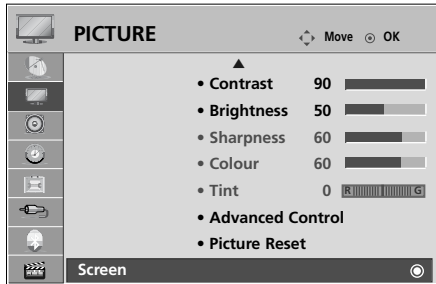 PICTURE Move OK
• Contrast 90
• Brightness 50
• Sharpness 60
• Colour 60
• Tint 0 R G
• Advanced Control
• Picture Reset
Screen